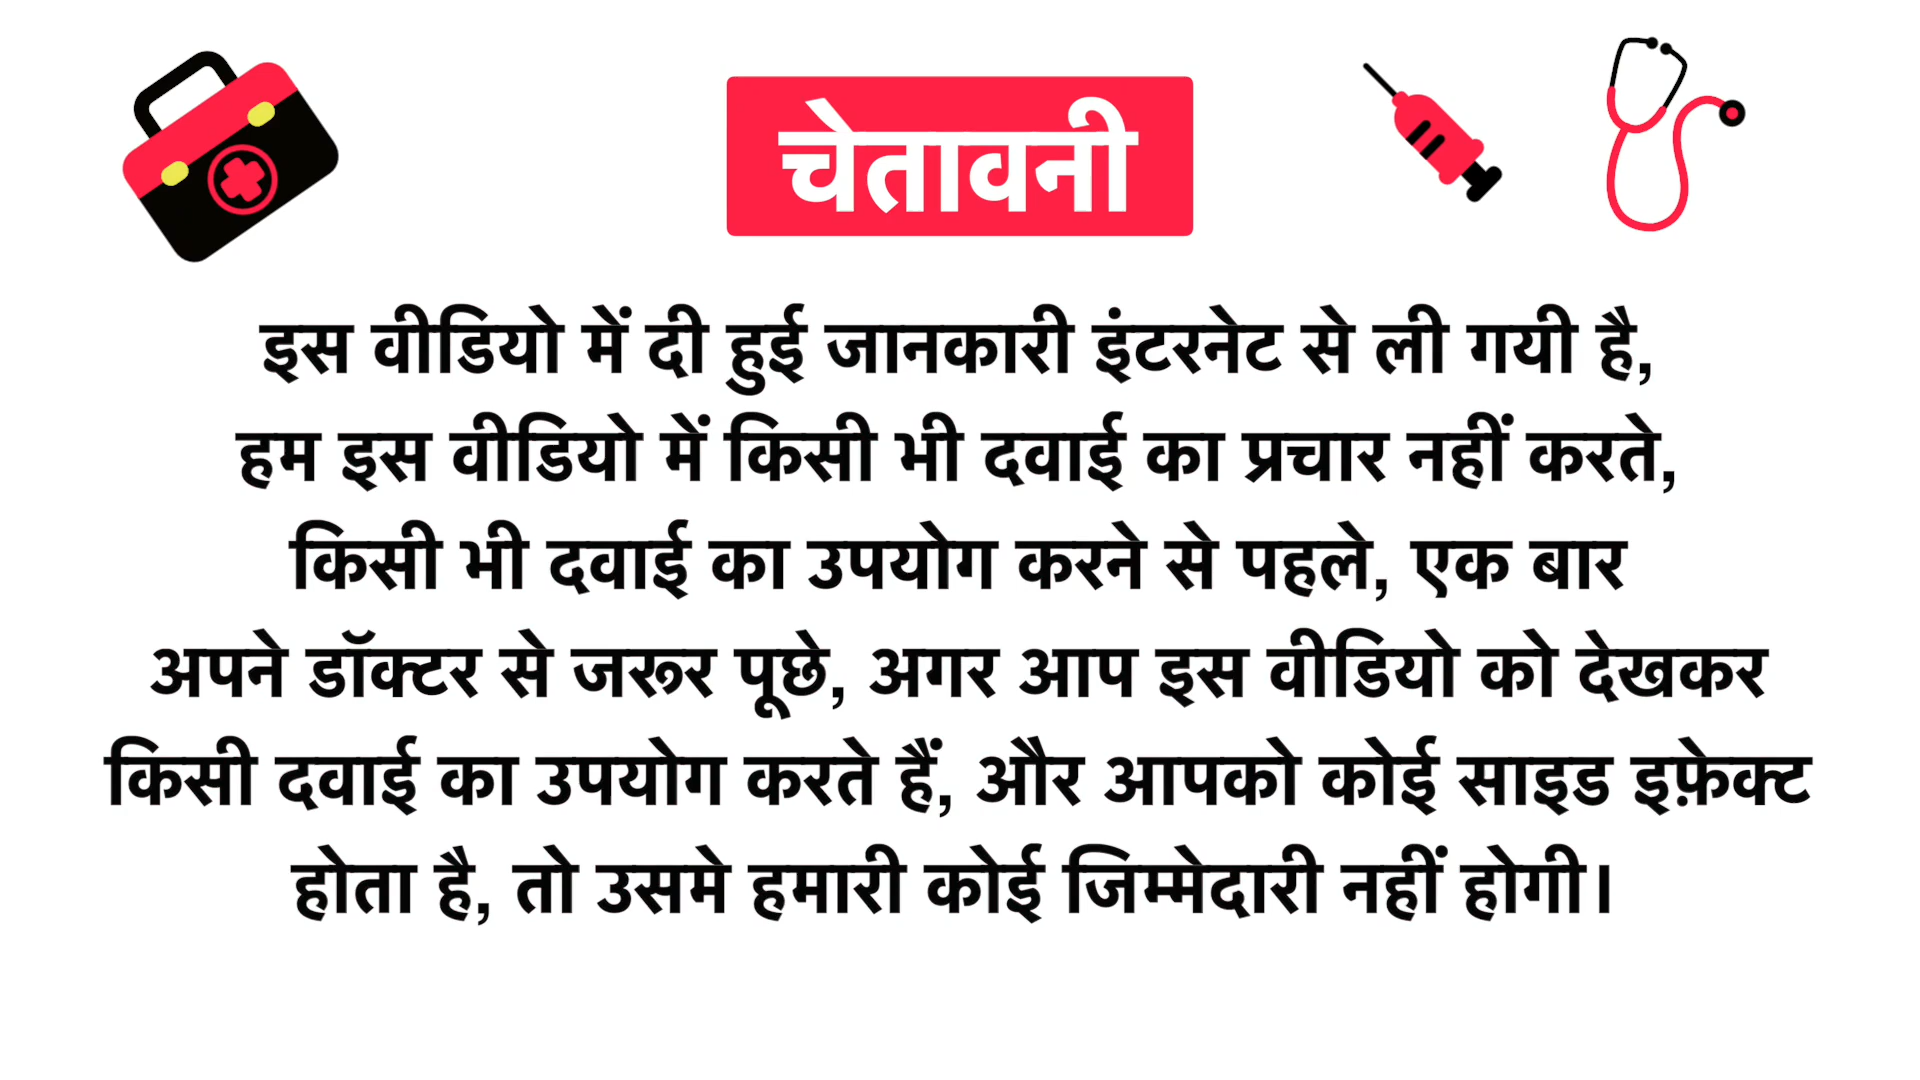 चेतावनी
इस वीडियो में दी हुई जानकारी इंटरनेट से ली गयी है,
हम इस वीडियो में किसी भी दवाई का प्रचार नहीं करते,
किसी भी दवाई का उपयोग करने से पहले, एक बार
अपने डॉक्टर से जरूर पूछे, अगर आप इस वीडियो को देखकर
किसी दवाई का उपयोग करते हैं, और आपको कोई साइड इफ़ेक्ट
होता है, तो उसमे हमारी कोई जिम्मेदारी नहीं होगी।